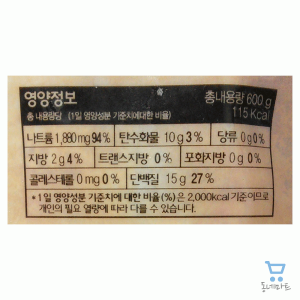 영양정보 총 내용량 600 g
총 내용량당 (1일 영양성분 기준치에대한 비율) 115 Kcal
나트륨 1,880 mg 94% 탄수화물 10 g 3% 당류 0 g 0%
지방 2 g 4% 트랜스지방 0% 포화지방 0 g 0%
콜레스테롤 0 mg 0% 단백질 15 g 27%
* 1일 영양성분 기준치에 대한 비율(%)은 2,000kcal 기준이므로
개인의 필요 열량에 따라 다를 수 있습니다.
동네마트